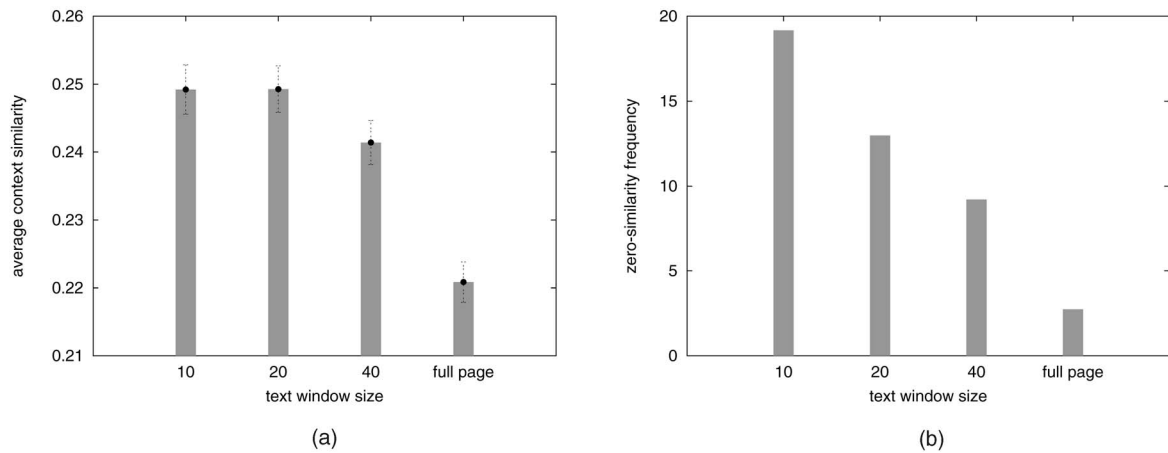 0.26
0.25
0.24
0.23
0.22
0.21
average context similarity
10 20 40 full page
text window size
(a)
20
15
10
5
0
zero-similarity frequency
10 20 40 full page
text window size
(b)